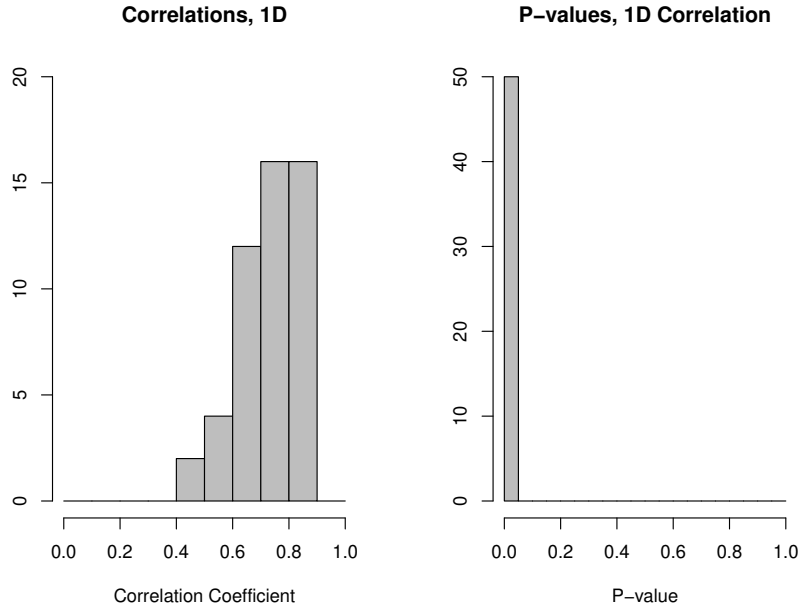 Correlations, 1D
20
15
10
5
0
0.0 0.2 0.4 0.6 0.8 1.0
Correlation Coefficient
P−values, 1D Correlation
50
40
30
20
10
0
0.0 0.2 0.4 0.6 0.8 1.0
P−value